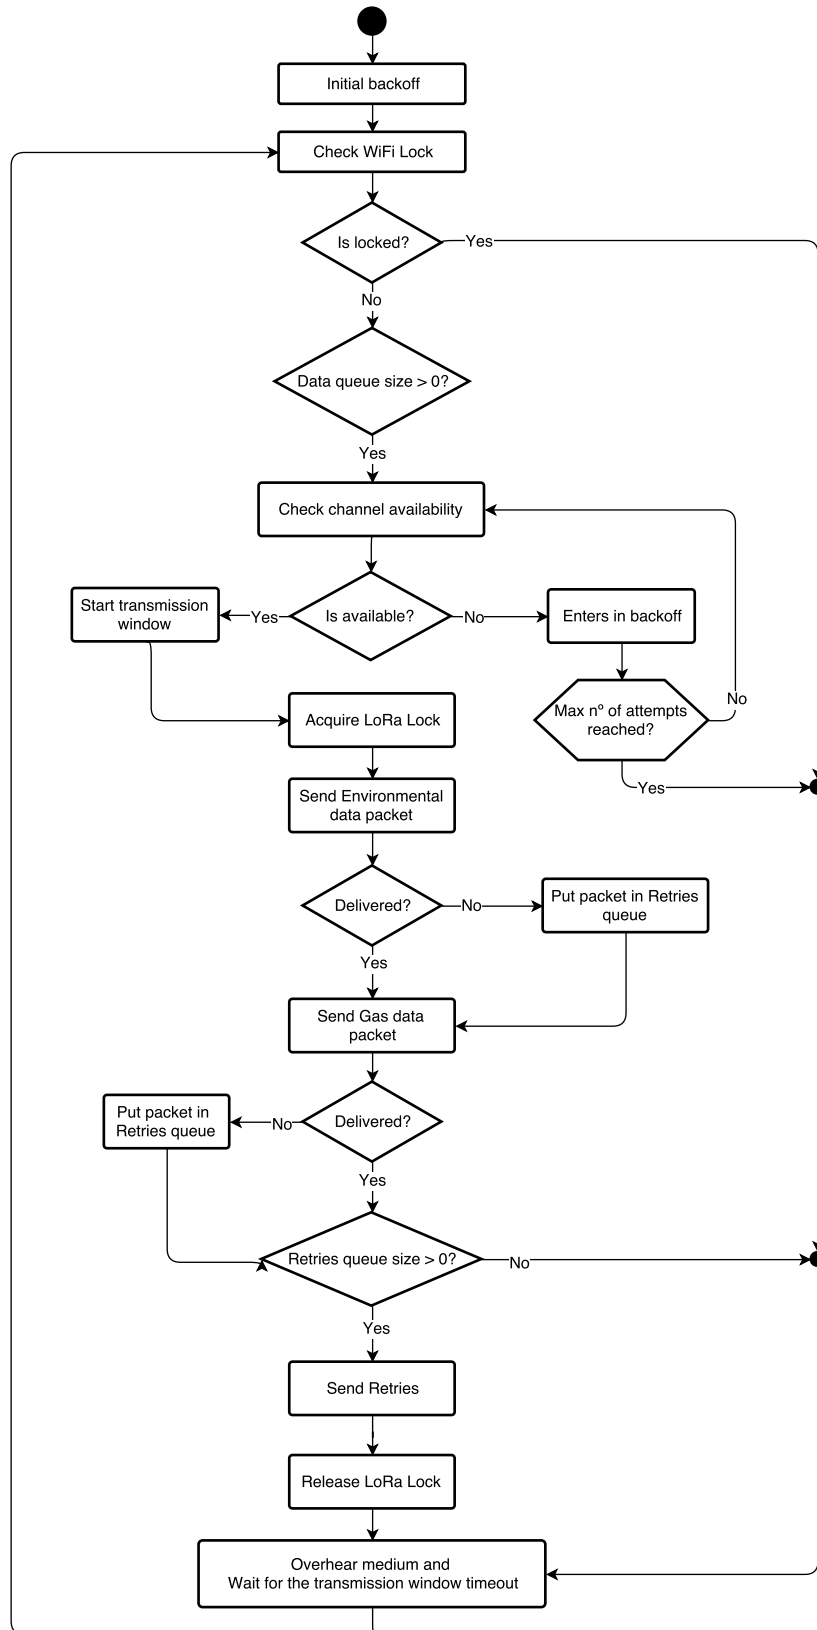 Initial backoff
Check WiFi Lock
Is locked?
Yes
No
Data queue size > 0?
Yes
Check channel availability
Start transmission
window
Yes
Is available?
No
Enters in backoff
Max nº of attempts
reached?
No
Yes
Acquire LoRa Lock
Send Environmental
data packet
Delivered?
No
Put packet in Retries
queue
Yes
Send Gas data
packet
Put packet in
Retries queue
No
Delivered?
Yes
Retries queue size > 0?
No
Yes
Send Retries
Release LoRa Lock
Overhear medium and
Wait for the transmission window timeout